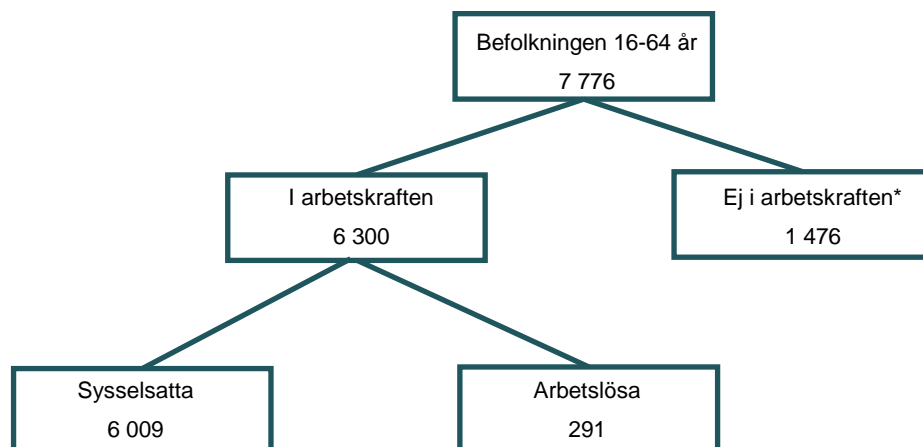 Befolkningen 16-64 år
7 776
I arbetskraften
6 300
Ej i arbetskraften*
1 476
Sysselsatta
6 009
Arbetslösa
291